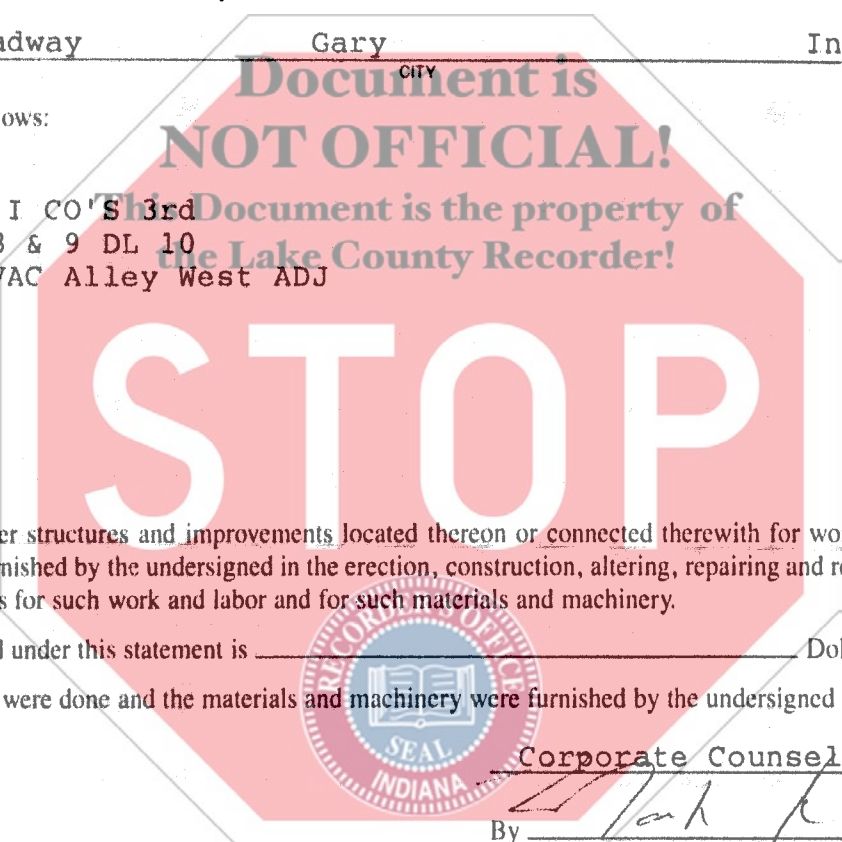 adway Gary In
CITY
Document is
NOT OFFICIAL!
ows:
This Document is the property of
I CO'S 3rd
the Lake County Recorder!
& 9 DL 10
VAC Alley West ADJ
STOP
er structures and improvements located thereon or connected therewith for wo
nished by the undersigned in the erection, construction, altering, repairing and re
s for such work and labor and for such materials and machinery.
RECORDER'S OFFICE
under this statement is Dol
were done and the materials and machinery were furnished by the undersigned
SEAL
INDIANA
Corporate Counsel
By